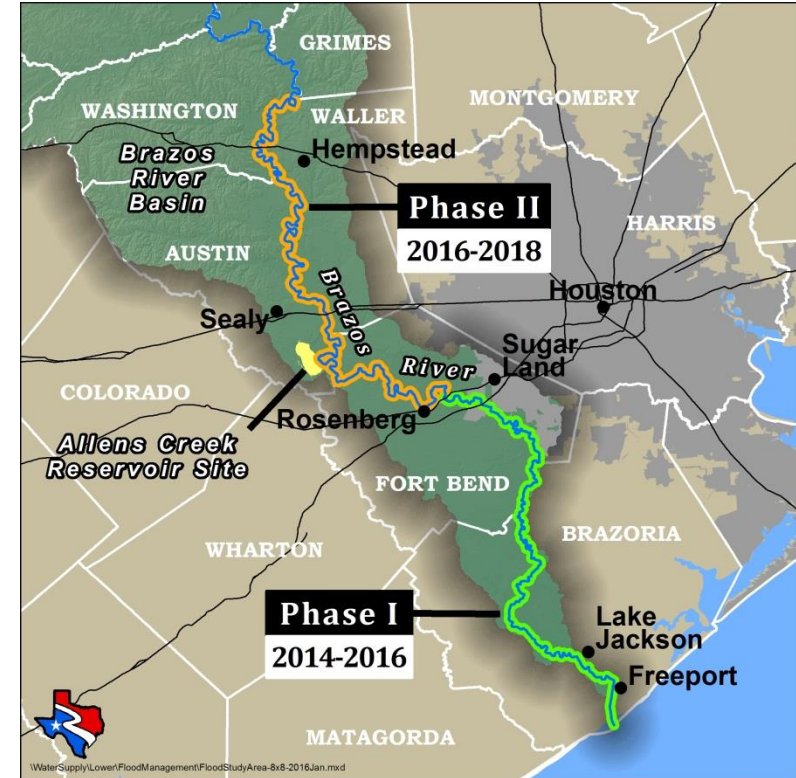 GRIMES
MONTGOMERY
WASHINGTON
WALLER
Hempstead
Brazos
River
Basin
Phase II
2016-2018
HARRIS
AUSTIN
Houston
Sealy
Brazos
River
Sugar
Land
COLORADO
Rosenberg
Allens Creek
Reservoir Site
FORT BEND
WHARTON
BRAZORIA
Phase I
2014-2016
Lake
Jackson
Freeport
MATAGORDA
\WaterSupply\Lower\FloodManagement\FloodStudyArea-8x8-2016Jan.mxd